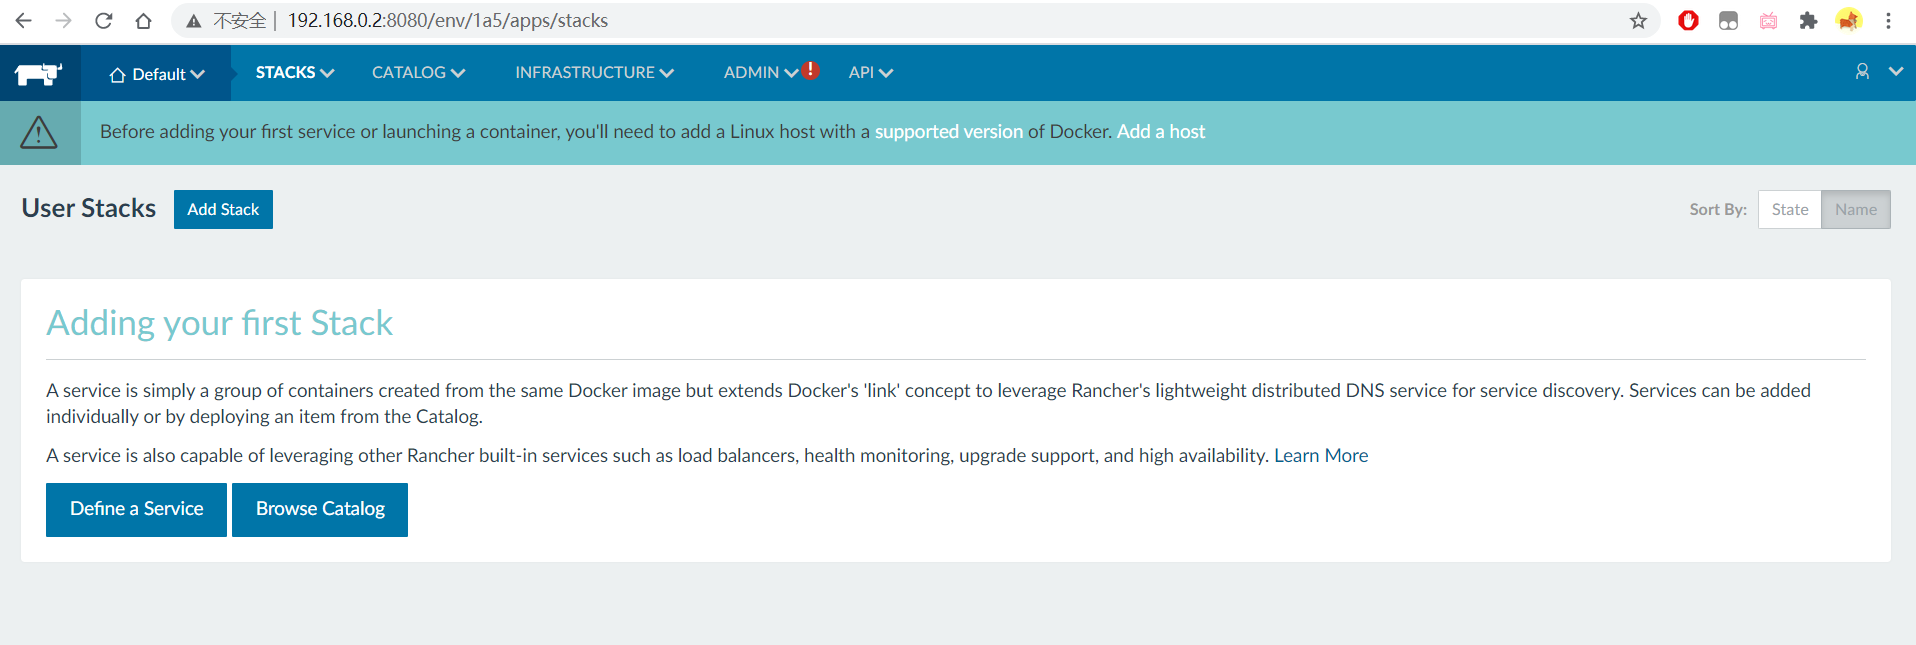 不安全 192.168.0.2:8080/env/1a5/apps/stacks
Default STACKS CATALOG INFRASTRUCTURE ADMIN ! API
Before adding your first service or launching a container, you'll need to add a Linux host with a supported version of Docker. Add a host
User Stacks Add Stack Sort By: State Name
Adding your first Stack
A service is simply a group of containers created from the same Docker image but extends Docker's 'link' concept to leverage Rancher's lightweight distributed DNS service for service discovery. Services can be added
individually or by deploying an item from the Catalog.
A service is also capable of leveraging other Rancher built-in services such as load balancers, health monitoring, upgrade support, and high availability. Learn More
Define a Service Browse Catalog